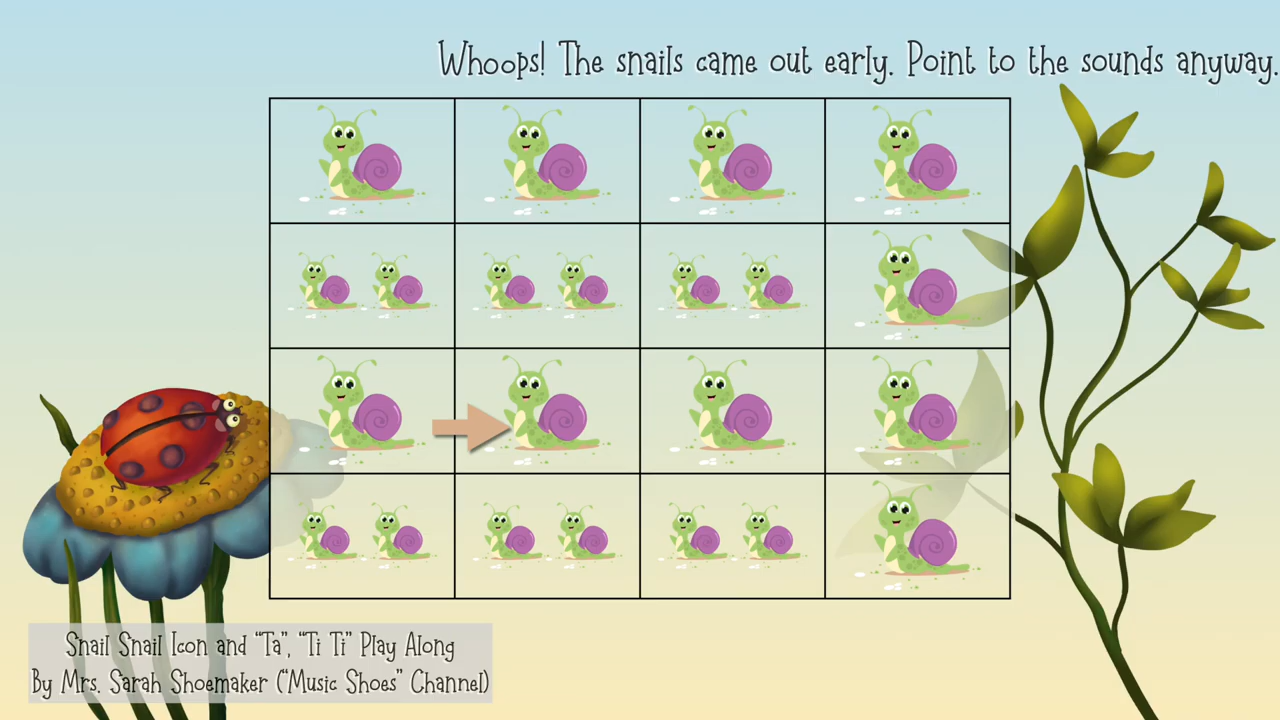 Whoops! The snails came out early. Point to the sounds anyway.
Snail Snail Icon and "Ta", "Ti Ti" Play Along
By Mrs. Sarah Shoemaker ("Music Shoes" Channel)